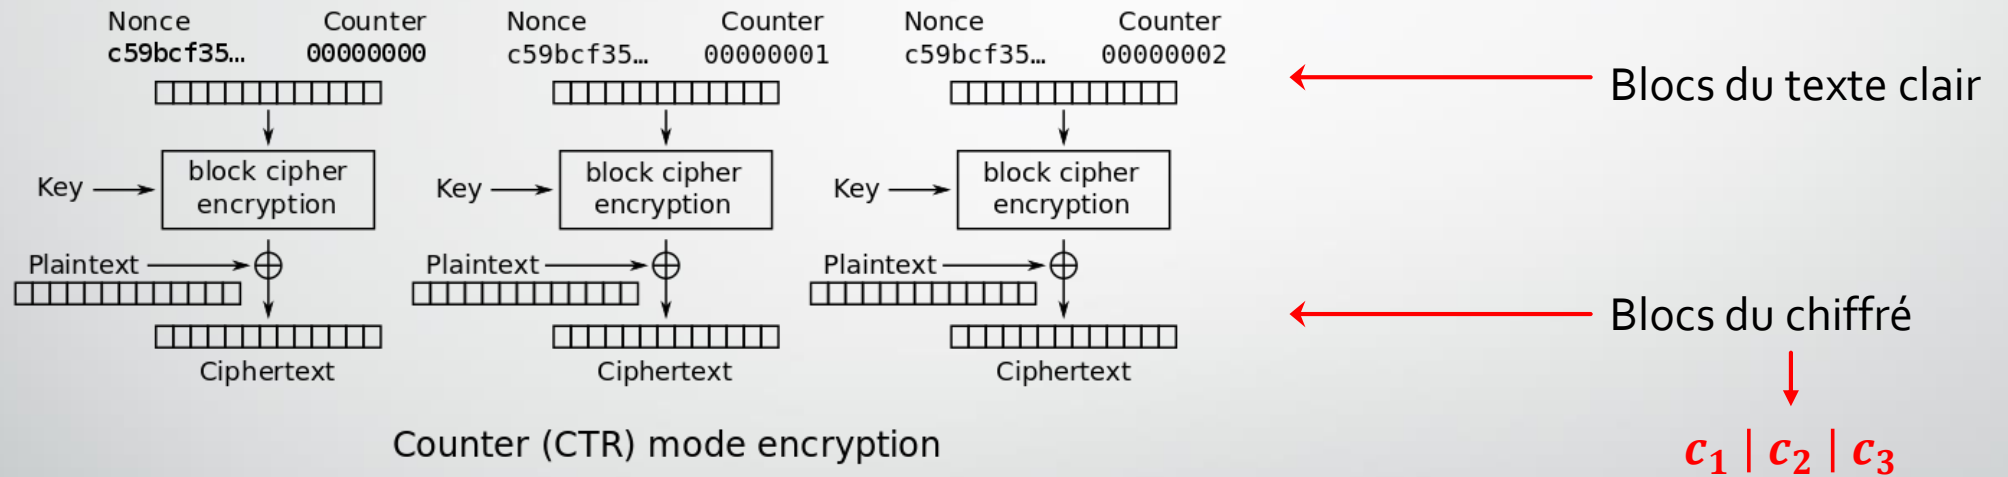 Nonce Counter Nonce Counter Nonce Counter
c59bcf35… 00000000 c59bcf35… 00000001 c59bcf35… 00000002
Blocs du texte clair
block cipher block cipher block cipher
Key Key Key
encryption encryption encryption
Plaintext Plaintext Plaintext
Blocs du chiffré
Ciphertext Ciphertext Ciphertext
Counter (CTR) mode encryption
c₁ | c₂ | c₃